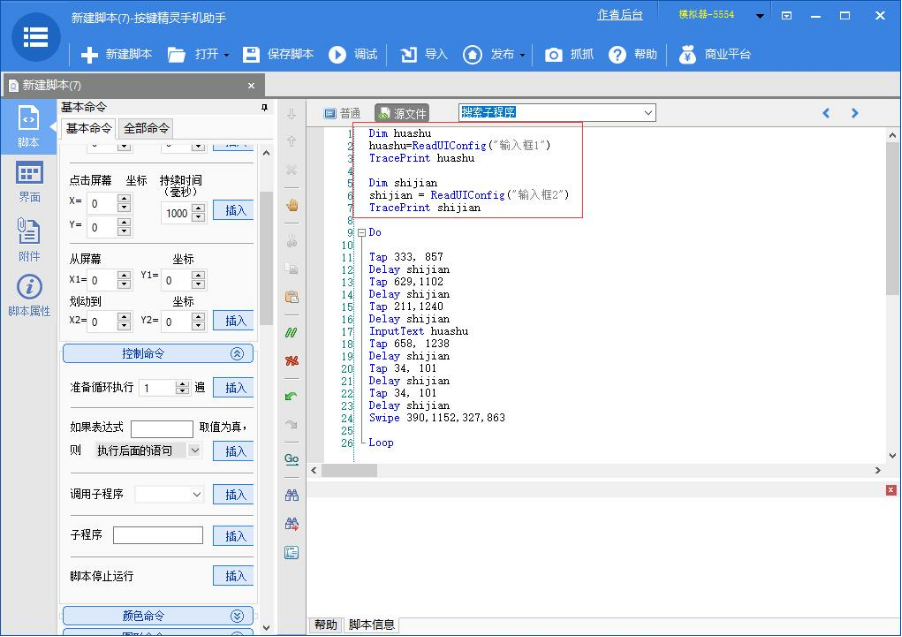 新建脚本(7)-按键精灵手机助手
作者后台
模拟器-5554
新建脚本
打开
保存脚本
调试
导入
发布
抓抓
帮助
商业平台
新建脚本(7)
脚本
界面
附件
脚本属性
基本命令
基本命令 全部命令
点击屏幕 坐标 持续时间
(毫秒)
X= 0
1000 插入
Y= 0
从屏幕 坐标
X1= 0 Y1= 0
划动到 坐标
X2= 0 Y2= 0 插入
控制命令
准备循环执行 1 遍 插入
如果表达式 取值为真,
则 执行后面的语句 插入
调用子程序 插入
子程序 插入
脚本停止运行 插入
颜色命令
Go
普通 源文件 搜索子程序
1 Dim huashu
2 huashu=ReadUIConfig("输入框1")
3 TracePrint huashu
4
5 Dim shijian
6 shijian = ReadUIConfig("输入框2")
7 TracePrint shijian
8
9 Do
10
11 Tap 333, 857
12 Delay shijian
13 Tap 629,1102
14 Delay shijian
15 Tap 211,1240
16 Delay shijian
17 InputText huashu
18 Tap 658, 1238
19 Delay shijian
20 Tap 34, 101
21 Delay shijian
22 Tap 34, 101
23 Delay shijian
24 Swipe 390,1152,327,863
25
26 Loop
帮助 脚本信息